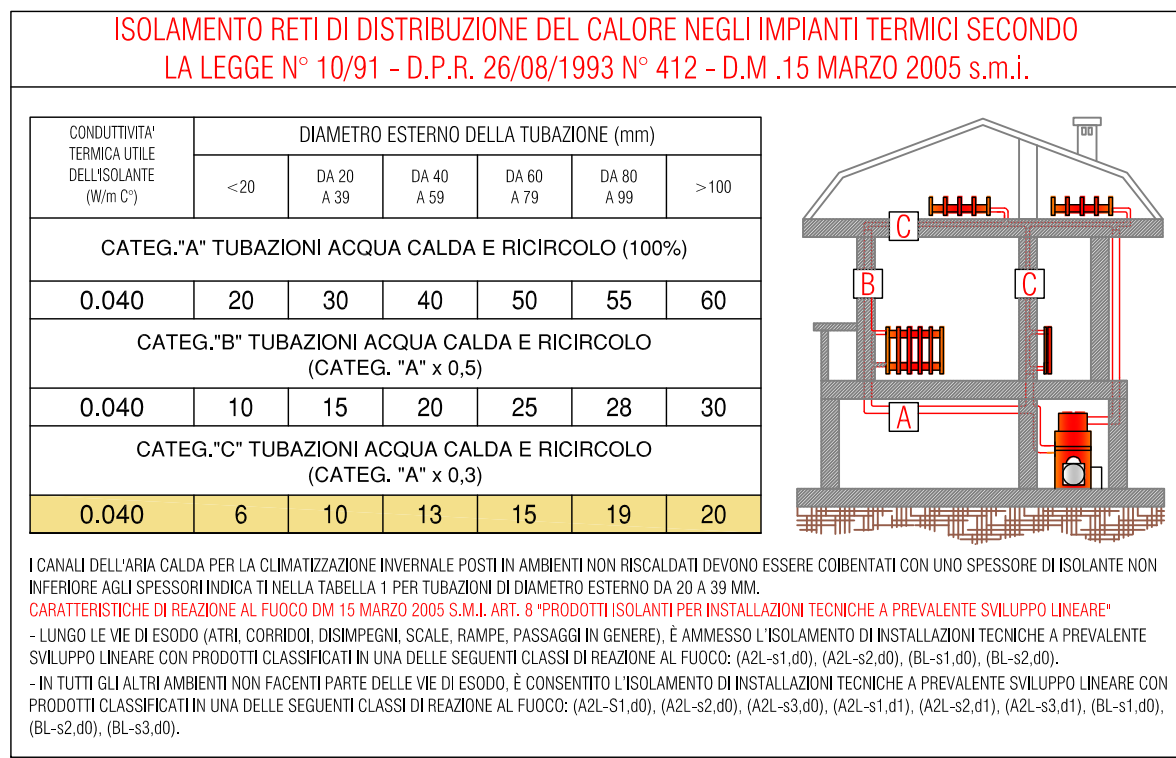 ISOLAMENTO RETI DI DISTRIBUZIONE DEL CALORE NEGLI IMPIANTI TERMICI SECONDO
LA LEGGE N° 10/91 - D.P.R. 26/08/1993 N° 412 - D.M .15 MARZO 2005 s.m.i.
CONDUTTIVITA'
TERMICA UTILE
DELL'ISOLANTE
(W/m C°)
DIAMETRO ESTERNO DELLA TUBAZIONE (mm)
<20
DA 20
A 39
DA 40
A 59
DA 60
A 79
DA 80
A 99
>100
CATEG."A" TUBAZIONI ACQUA CALDA E RICIRCOLO (100%)
0.040 20 30 40 50 55 60
CATEG."B" TUBAZIONI ACQUA CALDA E RICIRCOLO
(CATEG. "A" x 0,5)
0.040 10 15 20 25 28 30
CATEG."C" TUBAZIONI ACQUA CALDA E RICIRCOLO
(CATEG. "A" x 0,3)
0.040 6 10 13 15 19 20
C
B
C
A
I CANALI DELL'ARIA CALDA PER LA CLIMATIZZAZIONE INVERNALE POSTI IN AMBIENTI NON RISCALDATI DEVONO ESSERE COIBENTATI CON UNO SPESSORE DI ISOLANTE NON
INFERIORE AGLI SPESSORI INDICA TI NELLA TABELLA 1 PER TUBAZIONI DI DIAMETRO ESTERNO DA 20 A 39 MM.
CARATTERISTICHE DI REAZIONE AL FUOCO DM 15 MARZO 2005 S.M.I. ART. 8 "PRODOTTI ISOLANTI PER INSTALLAZIONI TECNICHE A PREVALENTE SVILUPPO LINEARE"
- LUNGO LE VIE DI ESODO (ATRI, CORRIDOI, DISIMPEGNI, SCALE, RAMPE, PASSAGGI IN GENERE), È AMMESSO L'ISOLAMENTO DI INSTALLAZIONI TECNICHE A PREVALENTE
SVILUPPO LINEARE CON PRODOTTI CLASSIFICATI IN UNA DELLE SEGUENTI CLASSI DI REAZIONE AL FUOCO: (A2L-s1,d0), (A2L-s2,d0), (BL-s1,d0), (BL-s2,d0).
- IN TUTTI GLI ALTRI AMBIENTI NON FACENTI PARTE DELLE VIE DI ESODO, È CONSENTITO L'ISOLAMENTO DI INSTALLAZIONI TECNICHE A PREVALENTE SVILUPPO LINEARE CON
PRODOTTI CLASSIFICATI IN UNA DELLE SEGUENTI CLASSI DI REAZIONE AL FUOCO: (A2L-S1,d0), (A2L-s2,d0), (A2L-s3,d0), (A2L-s1,d1), (A2L-s2,d1), (A2L-s3,d1), (BL-s1,d0),
(BL-s2,d0), (BL-s3,d0).